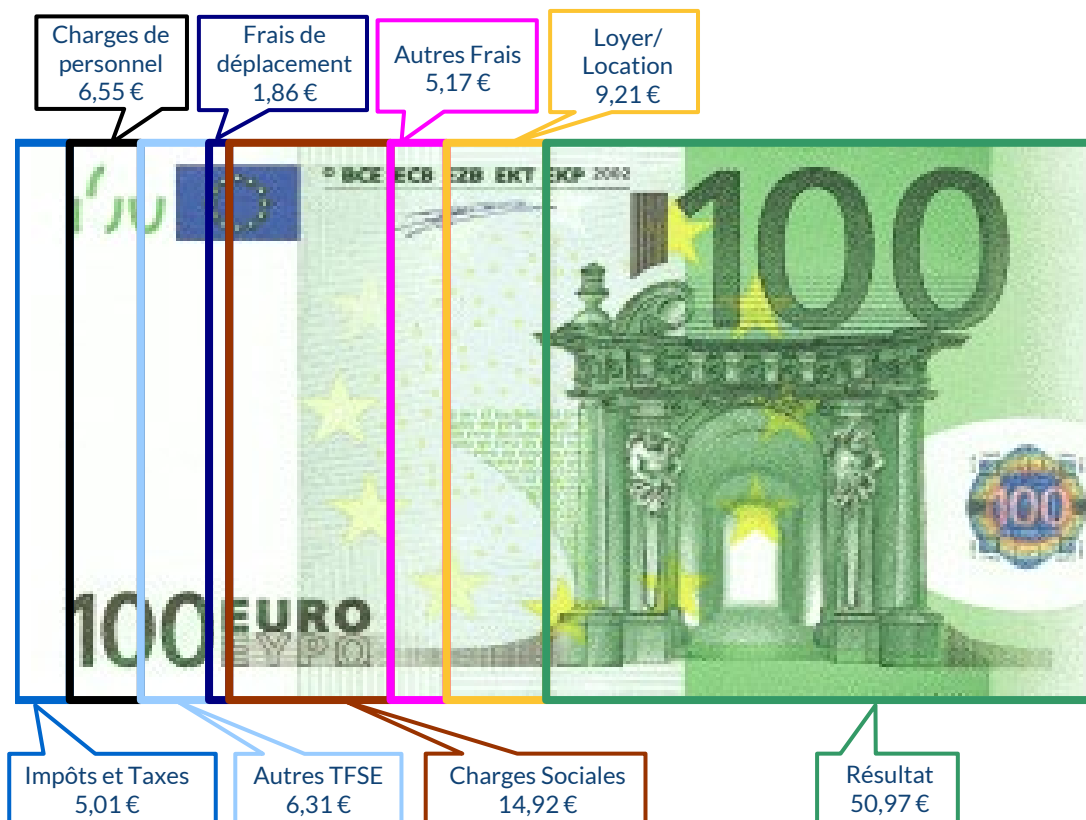 Charges de
personnel
6,55 €
Frais de
déplacement
1,86 €
Autres Frais
5,17 €
Loyer/
Location
9,21 €
© BCE ECB EZB EKT EKP 2002
100
100
100 EURO
ΕΥΡΩ
Impôts et Taxes
5,01 €
Autres TFSE
6,31 €
Charges Sociales
14,92 €
Résultat
50,97 €